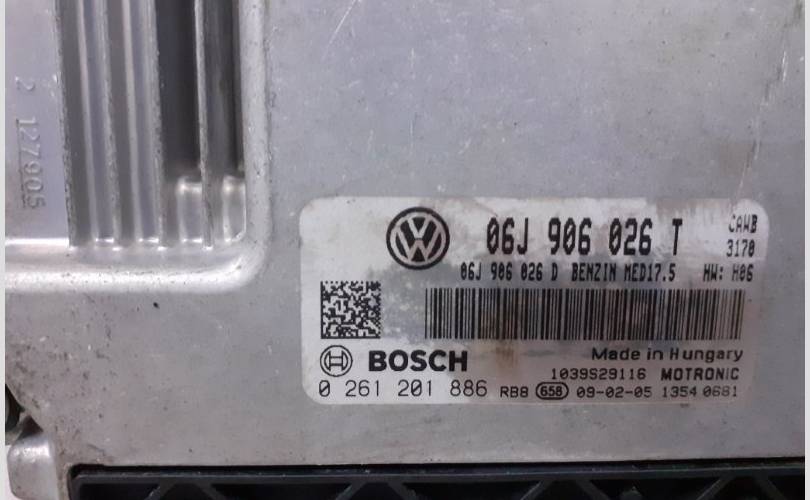 2 127905
06J 906 026 T CAWB
3170
06J 906 026 D BENZIN MED17.5 HW: H06
BOSCH Made in Hungary
1039S29116 MOTRONIC
0 261 201 886 RB8 658 09-02-05 1354 0681